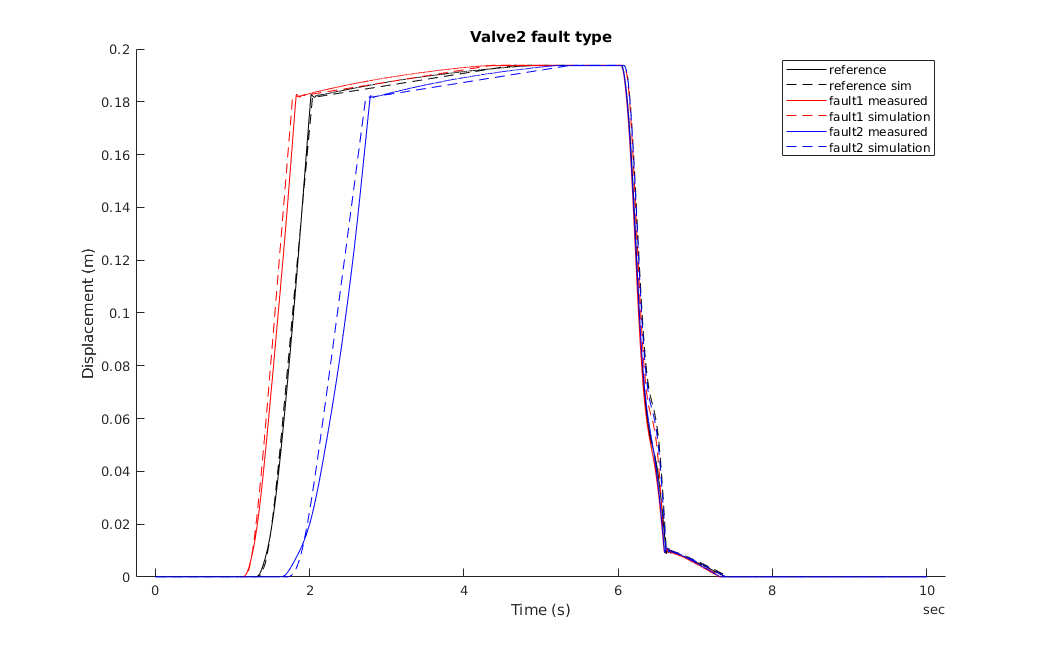 Valve2 fault type
0.2
0.18
0.16
0.14
0.12
0.1
0.08
0.06
0.04
0.02
0
Displacement (m)
reference
reference sim
fault1 measured
fault1 simulation
fault2 measured
fault2 simulation
0 2 4 6 8 10
Time (s)
sec